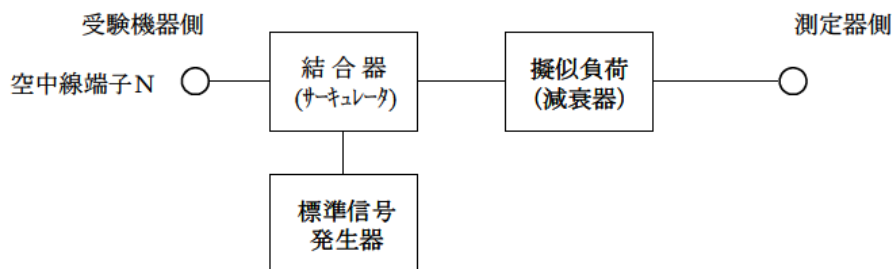 受験機器側
測定器側
空中線端子N
結合器
(サーキュレータ)
擬似負荷
(減衰器)
標準信号
発生器